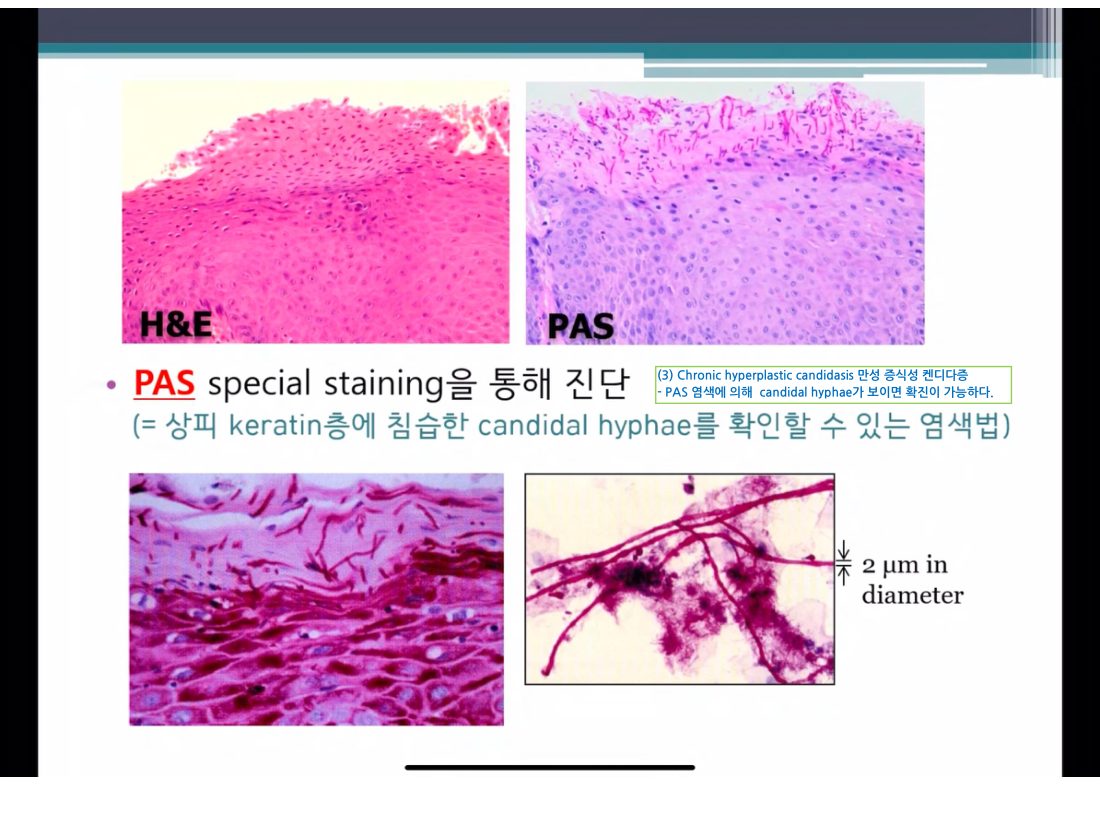 H&E
PAS
• PAS special staining을 통해 진단
(3) Chronic hyperplastic candidasis 만성 증식성 켄디다증
- PAS 염색에 의해 candidal hyphae가 보이면 확진이 가능하다.
(= 상피 keratin층에 침습한 candidal hyphae를 확인할 수 있는 염색법)
2 µm in
diameter